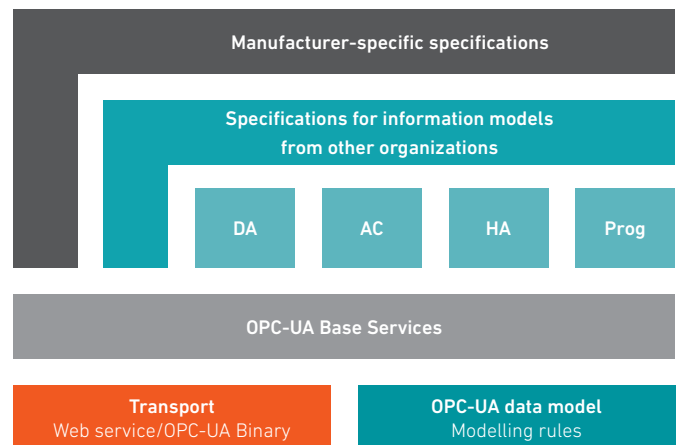 Manufacturer-specific specifications
Specifications for information models
from other organizations
DA
AC
HA
Prog
OPC-UA Base Services
Transport
Web service/OPC-UA Binary
OPC-UA data model
Modelling rules